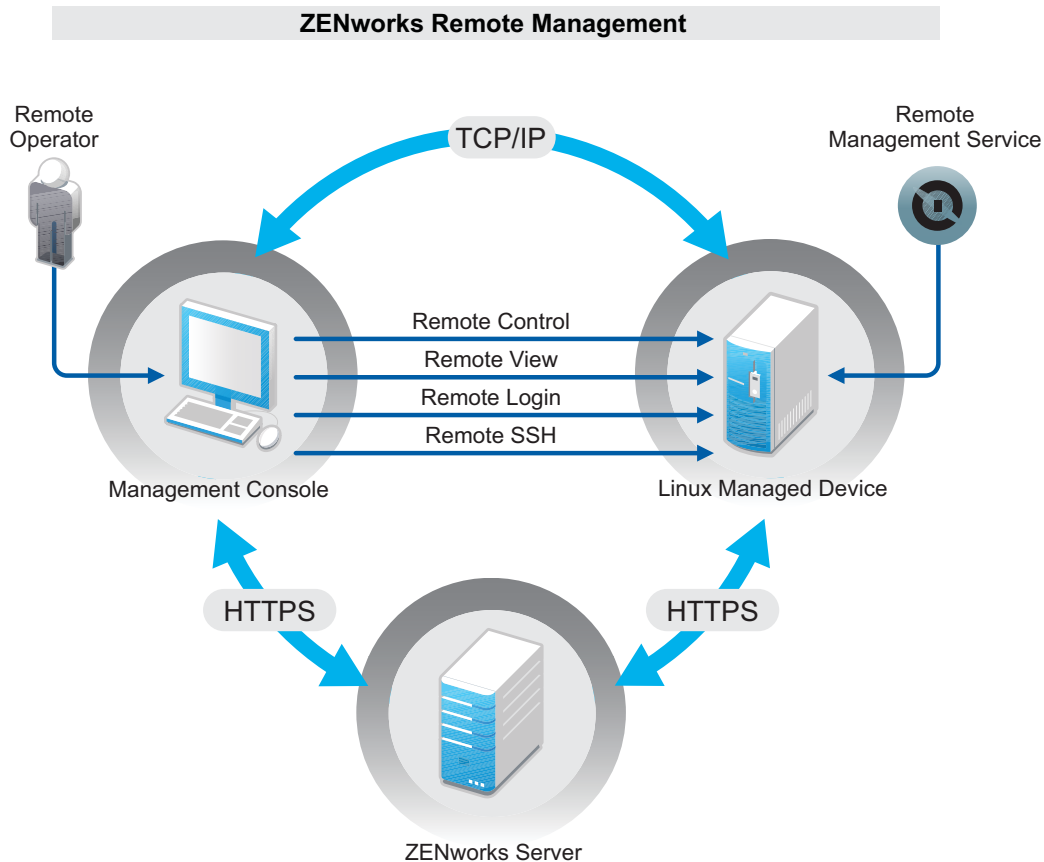 ZENworks Remote Management
Remote
Operator
TCP/IP
Remote
Management Service
Remote Control
Remote View
Remote Login
Remote SSH
Management Console
Linux Managed Device
HTTPS
HTTPS
ZENworks Server